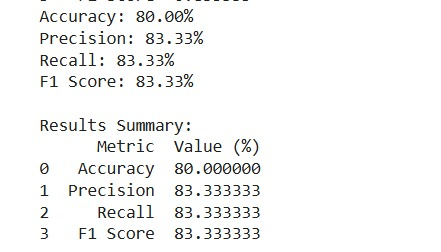 Accuracy: 80.00%
Precision: 83.33%
Recall: 83.33%
F1 Score: 83.33%
Results Summary:
Metric Value (%)
0 Accuracy 80.000000
1 Precision 83.333333
2 Recall 83.333333
3 F1 Score 83.333333